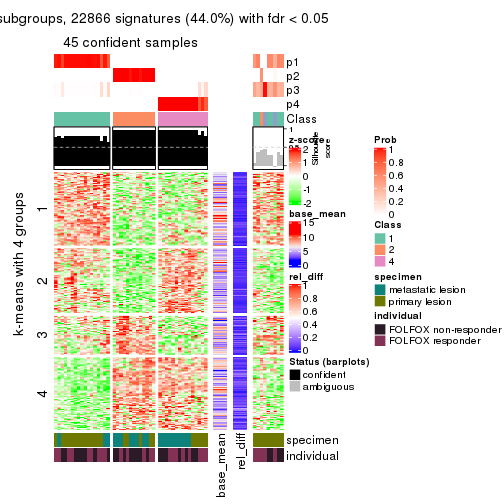 subgroups, 22866 signatures (44.0%) with fdr < 0.05
45 confident samples
p1
p2
p3
p4
Class
1
0.5
Silhouette
score
k-means with 4 groups
1
2
3
4
specimen
individual
base_mean
rel_diff
z-score
2
1
0
-1
-2
base_mean
15
10
5
0
rel_diff
1
0.8
0.6
0.4
0.2
0
Status (barplots)
confident
ambiguous
Prob
1
0.8
0.6
0.4
0.2
0
Class
1
2
4
specimen
metastatic lesion
primary lesion
individual
FOLFOX non-responder
FOLFOX responder